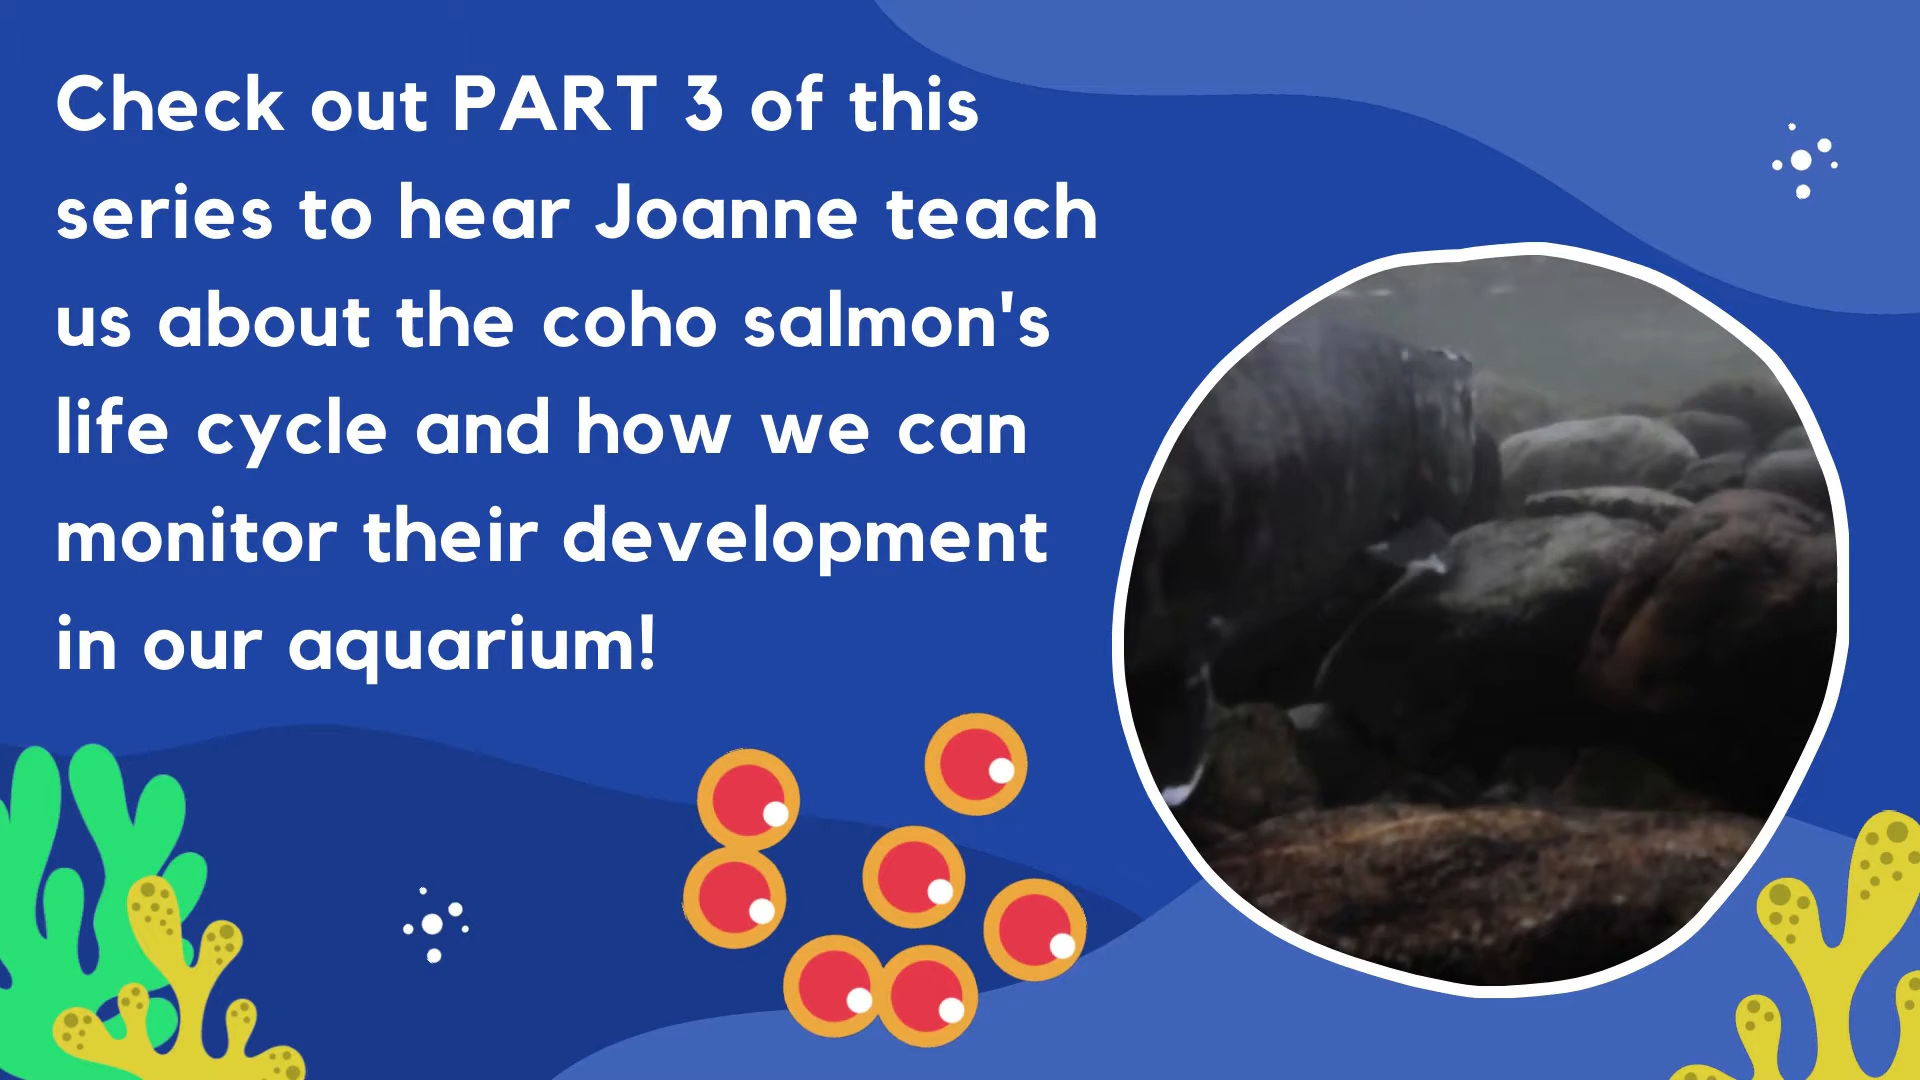 Check out PART 3 of this
series to hear Joanne teach
us about the coho salmon's
life cycle and how we can
monitor their development
in our aquarium!